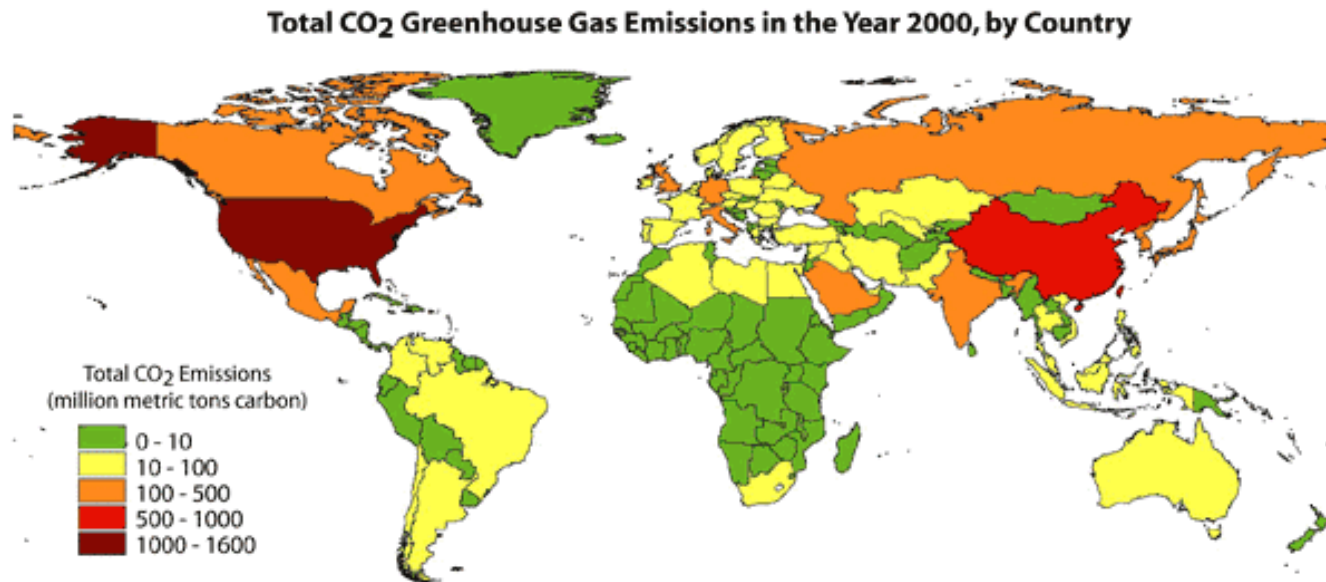 Total CO2 Greenhouse Gas Emissions in the Year 2000, by Country
Total CO2 Emissions
(million metric tons carbon)
0 - 10
10 - 100
100 - 500
500 - 1000
1000 - 1600